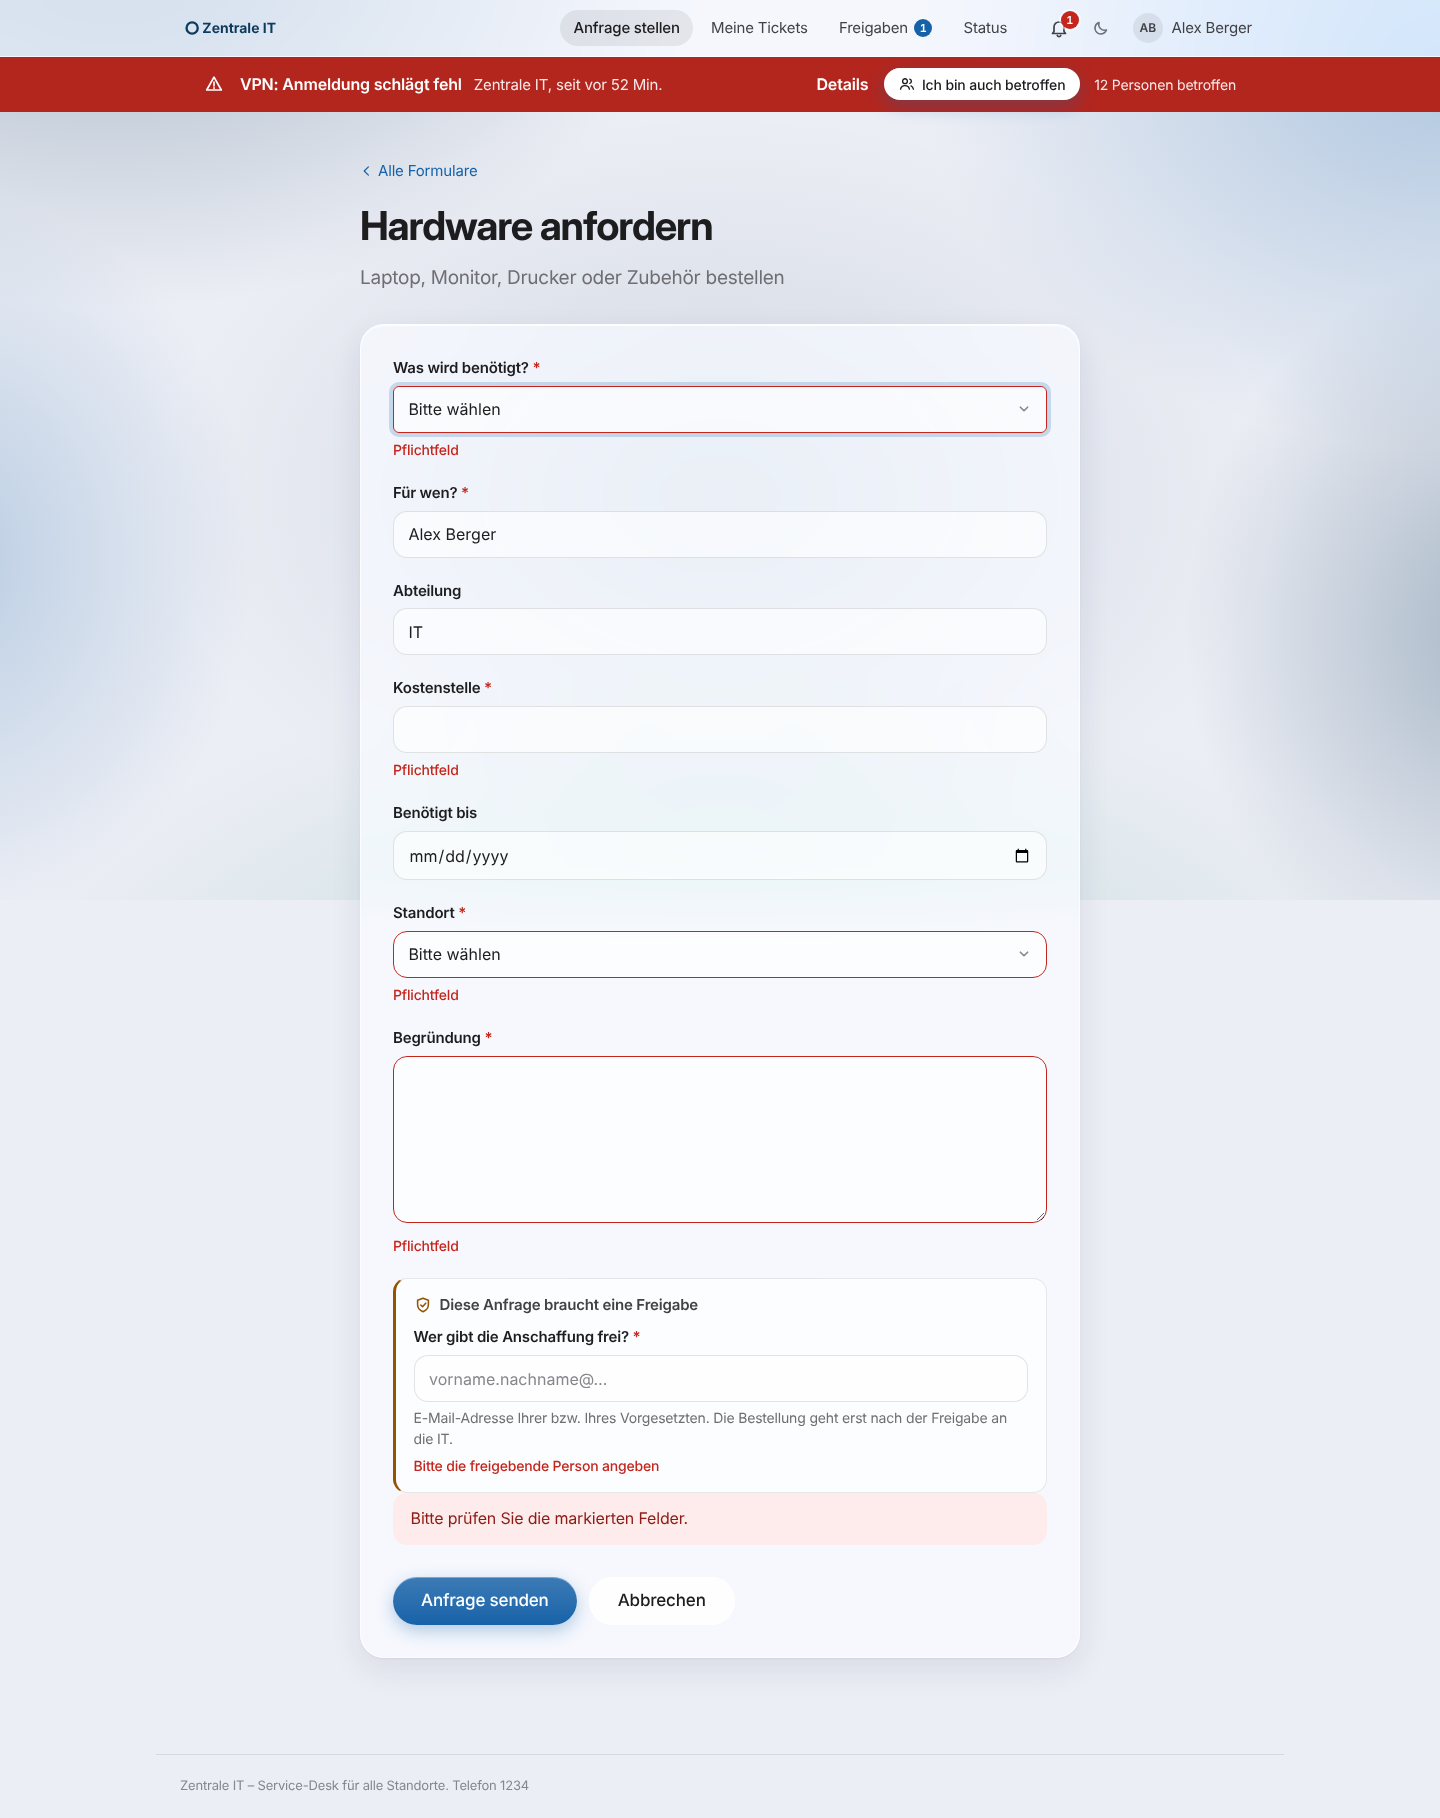 Zentrale IT
Anfrage stellen
Meine Tickets
Freigaben 1
Status
1
AB
Alex Berger
VPN: Anmeldung schlägt fehl
Zentrale IT, seit vor 52 Min.
Details
Ich bin auch betroffen
12 Personen betroffen
Alle Formulare
Hardware anfordern
Laptop, Monitor, Drucker oder Zubehör bestellen
Was wird benötigt? *
Bitte wählen
Pflichtfeld
Für wen? *
Alex Berger
Abteilung
IT
Kostenstelle *
Pflichtfeld
Benötigt bis
mm/dd/yyyy
Standort *
Bitte wählen
Pflichtfeld
Begründung *
Pflichtfeld
Diese Anfrage braucht eine Freigabe
Wer gibt die Anschaffung frei? *
vorname.nachname@...
E-Mail-Adresse Ihrer bzw. Ihres Vorgesetzten. Die Bestellung geht erst nach der Freigabe an
die IT.
Bitte die freigebende Person angeben
Bitte prüfen Sie die markierten Felder.
Anfrage senden
Abbrechen
Zentrale IT – Service-Desk für alle Standorte. Telefon 1234